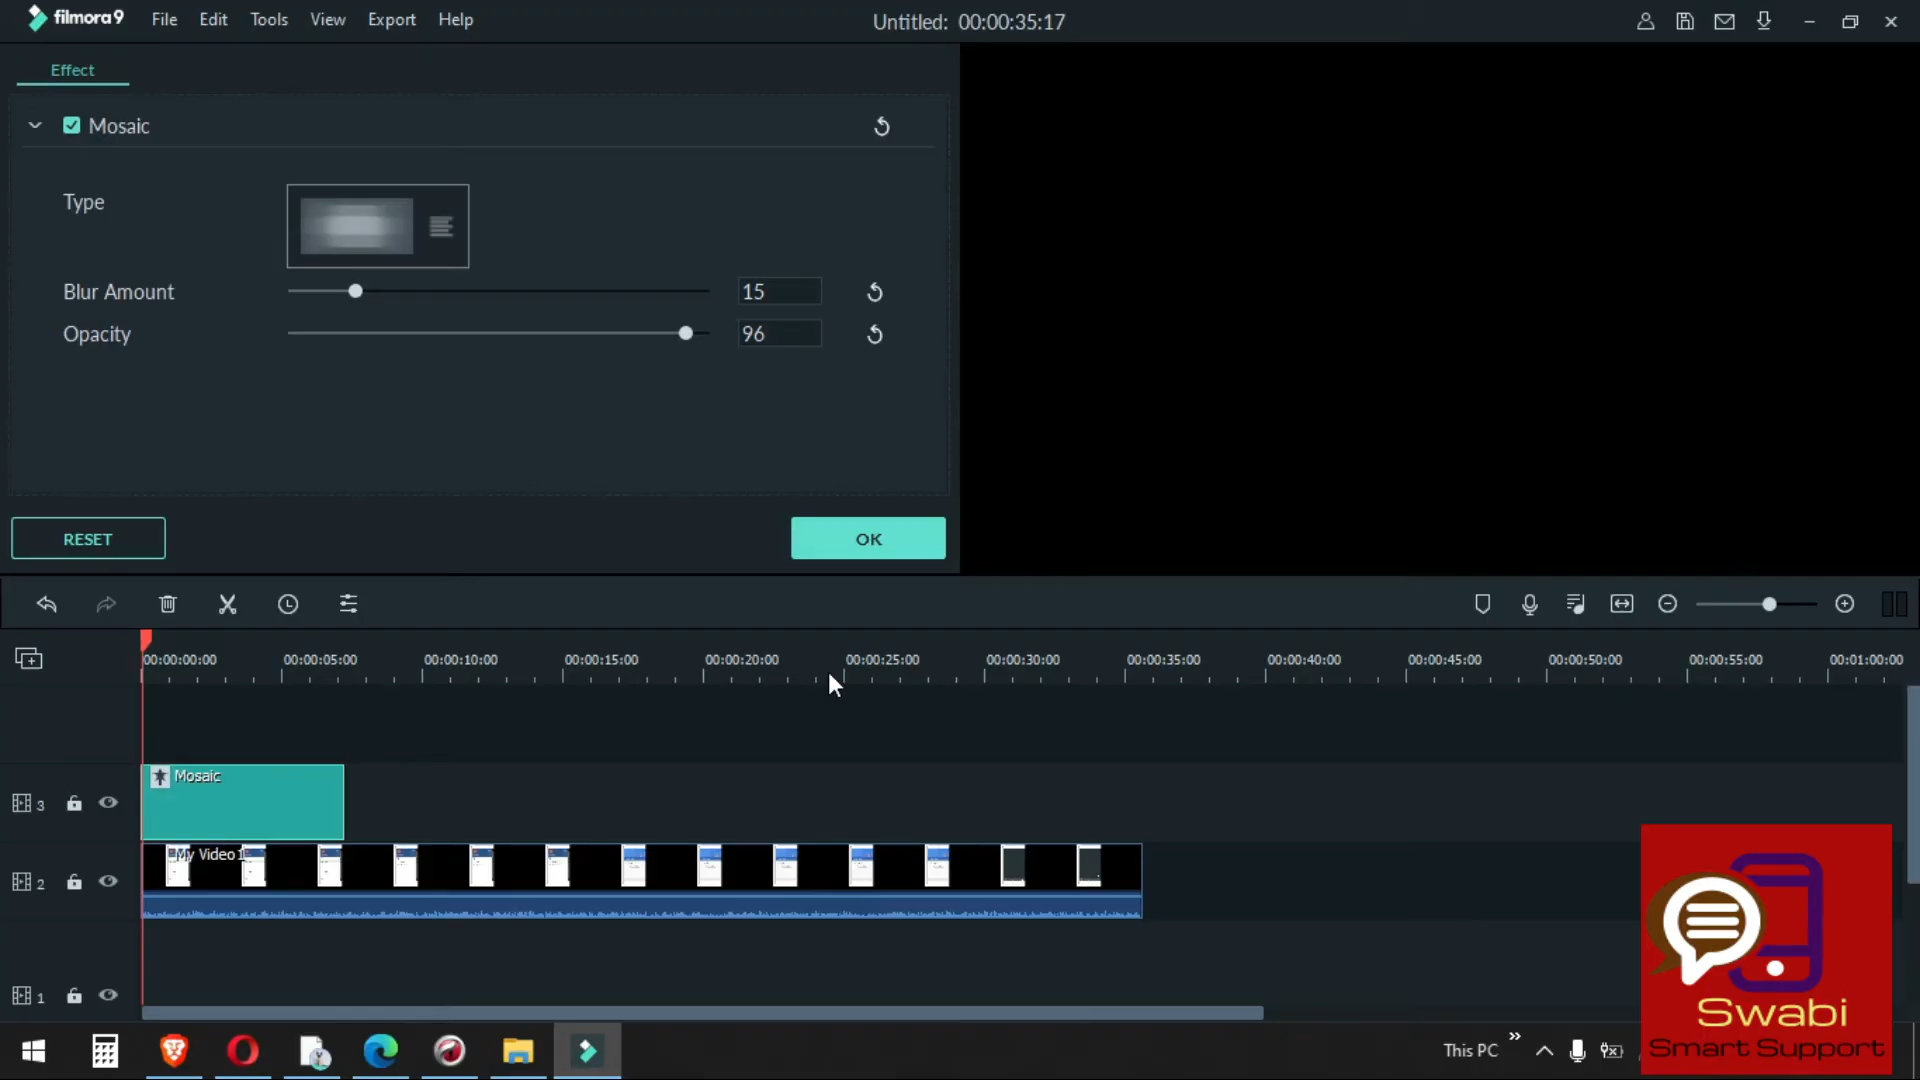 filmora9 File Edit Tools View Export Help Untitled: 00:00:35:17
Effect
Mosaic
Type
Blur Amount 15
Opacity 96
RESET OK
00:00:00:00 00:00:05:00 00:00:10:00 00:00:15:00 00:00:20:00 00:00:25:00 00:00:30:00 00:00:35:00 00:00:40:00 00:00:45:00 00:00:50:00 00:00:55:00 00:01:00:00
Mosaic
3
My Video1
2
1
Swabi
Smart Support
This PC